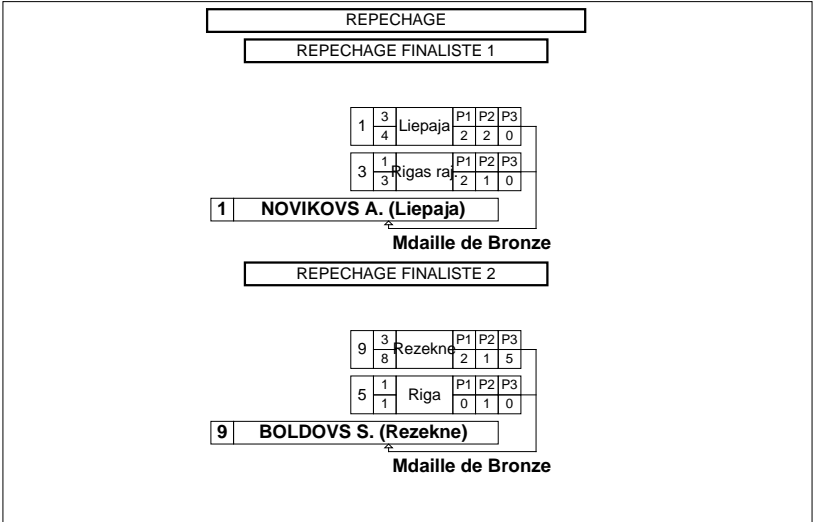 REPECHAGE
REPECHAGE FINALISTE 1
1 3 Liepaja P1 P2 P3
4 2 2 0
3 1 Rigas raj. P1 P2 P3
3 2 1 0
1 NOVIKOVS A. (Liepaja)
Mdaille de Bronze
REPECHAGE FINALISTE 2
9 3 Rezekne P1 P2 P3
8 2 1 5
5 1 Riga P1 P2 P3
1 0 1 0
9 BOLDOVS S. (Rezekne)
Mdaille de Bronze